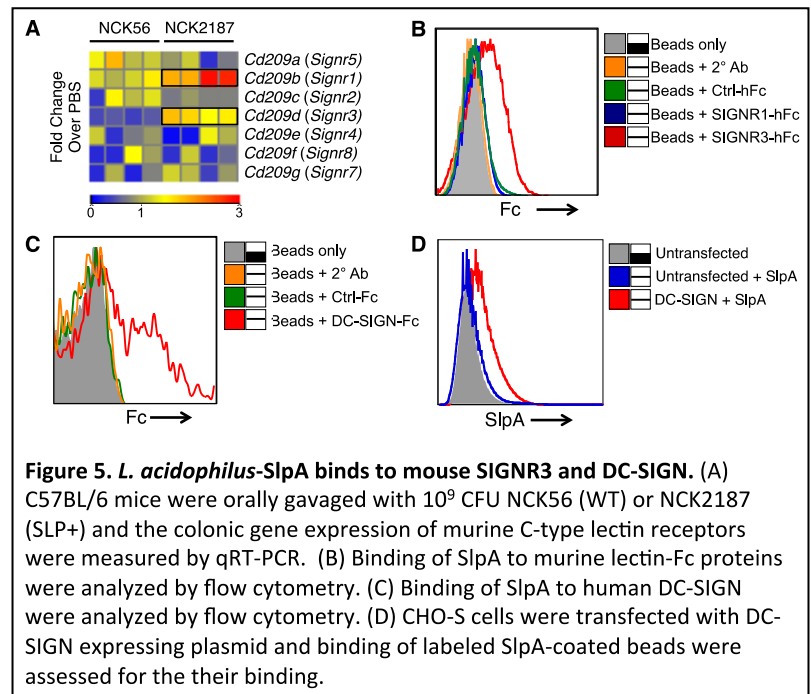 A
NCK56 NCK2187
Fold Change
Over PBS
Cd209a (Signr5)
Cd209b (Signr1)
Cd209c (Signr2)
Cd209d (Signr3)
Cd209e (Signr4)
Cd209f (Signr8)
Cd209g (Signr7)
0 1 3
B
Beads only
Beads + 2° Ab
Beads + Ctrl-hFc
Beads + SIGNR1-hFc
Beads + SIGNR3-hFc
Fc
C
Beads only
Beads + 2° Ab
Beads + Ctrl-Fc
Beads + DC-SIGN-Fc
Fc
D
Untransfected
Untransfected + SlpA
DC-SIGN + SlpA
SlpA
Figure 5. L. acidophilus-SlpA binds to mouse SIGNR3 and DC-SIGN. (A)
C57BL/6 mice were orally gavaged with 10⁹ CFU NCK56 (WT) or NCK2187
(SLP+) and the colonic gene expression of murine C-type lectin receptors
were measured by qRT-PCR. (B) Binding of SlpA to murine lectin-Fc proteins
were analyzed by flow cytometry. (C) Binding of SlpA to human DC-SIGN
were analyzed by flow cytometry. (D) CHO-S cells were transfected with DC-
SIGN expressing plasmid and binding of labeled SlpA-coated beads were
assessed for the their binding.